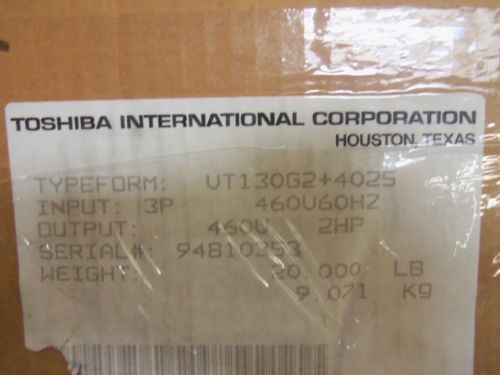 TOSHIBA INTERNATIONAL CORPORATION
HOUSTON, TEXAS
TYPEFORM: VT130G2+4025
INPUT: 3P 460V60HZ
OUTPUT: 460V 2HP
SERIAL#: 94810253
WEIGHT: 20.000 LB
9.071 Kg